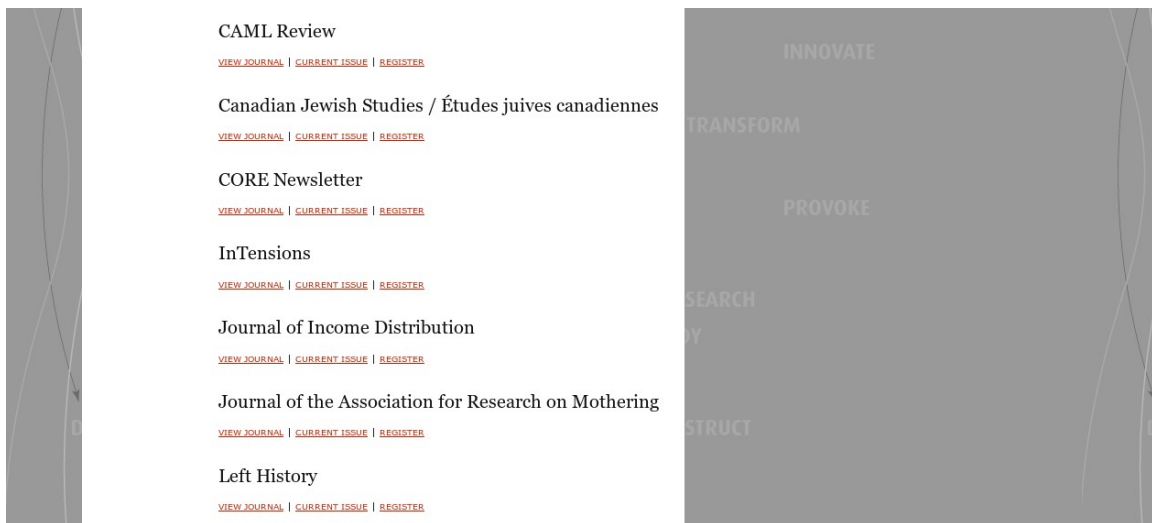 CAML Review
VIEW JOURNAL | CURRENT ISSUE | REGISTER
Canadian Jewish Studies / Études juives canadiennes
VIEW JOURNAL | CURRENT ISSUE | REGISTER
CORE Newsletter
VIEW JOURNAL | CURRENT ISSUE | REGISTER
InTensions
VIEW JOURNAL | CURRENT ISSUE | REGISTER
Journal of Income Distribution
VIEW JOURNAL | CURRENT ISSUE | REGISTER
Journal of the Association for Research on Mothering
VIEW JOURNAL | CURRENT ISSUE | REGISTER
Left History
VIEW JOURNAL | CURRENT ISSUE | REGISTER
INNOVATE
TRANSFORM
PROVOKE
SEARCH
STRUCT